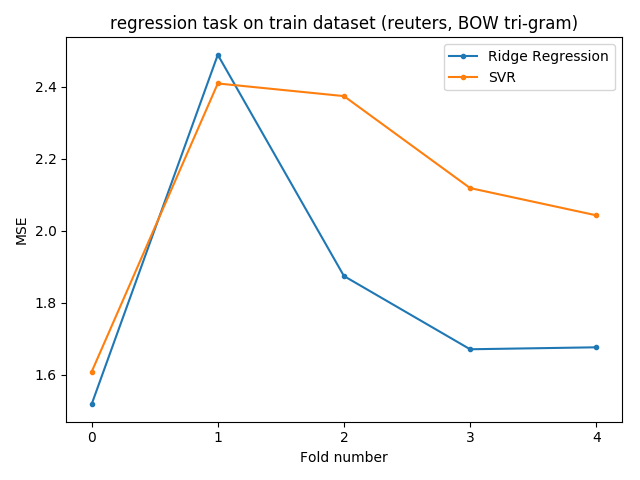 regression task on train dataset (reuters, BOW tri-gram)
Ridge Regression
SVR
MSE
2.4
2.2
2.0
1.8
1.6
0 1 2 3 4
Fold number